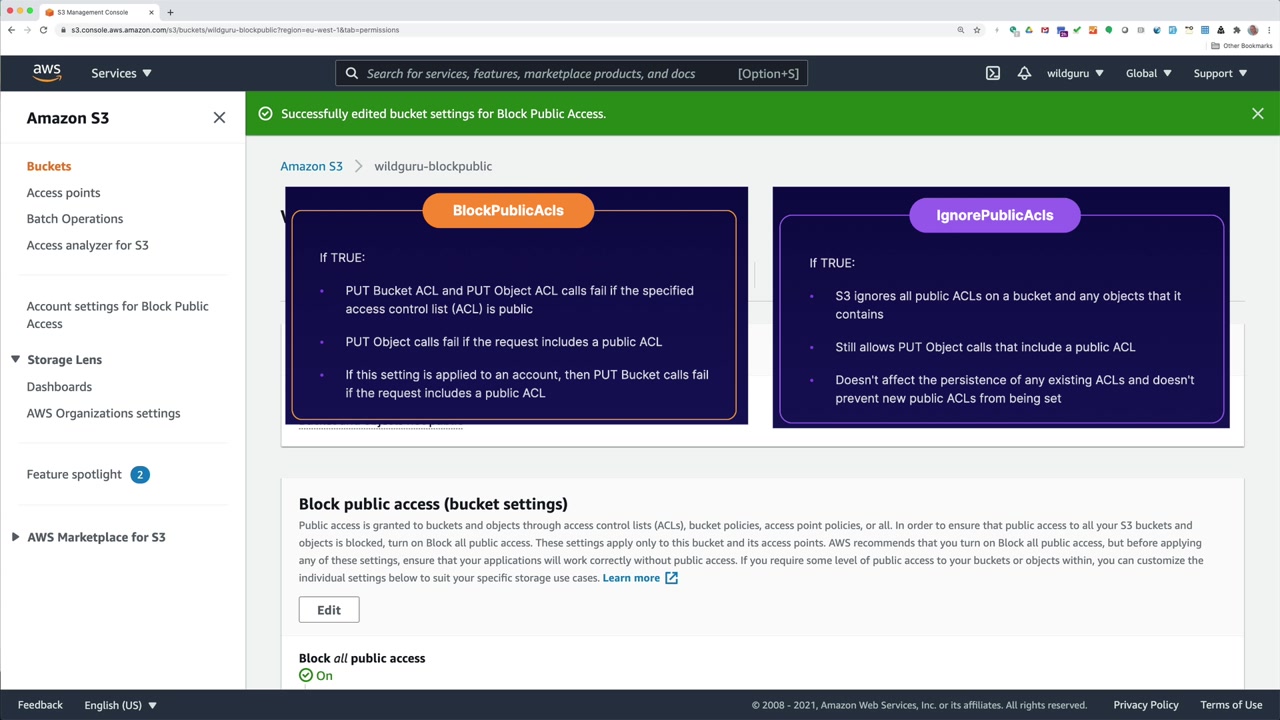 S3 Management Console
s3.console.aws.amazon.com/s3/buckets/wildguru-blockpublic?region=eu-west-1&tab=permissions
Other Bookmarks
aws
Services
Search for services, features, marketplace products, and docs
[Option+S]
wildguru
Global
Support
Amazon S3
Buckets
Access points
Batch Operations
Access analyzer for S3
Account settings for Block Public
Access
Storage Lens
Dashboards
AWS Organizations settings
Feature spotlight 2
AWS Marketplace for S3
Successfully edited bucket settings for Block Public Access.
Amazon S3
wildguru-blockpublic
BlockPublicAcls
If TRUE:
• PUT Bucket ACL and PUT Object ACL calls fail if the specified
access control list (ACL) is public
• PUT Object calls fail if the request includes a public ACL
• If this setting is applied to an account, then PUT Bucket calls fail
if the request includes a public ACL
IgnorePublicAcls
If TRUE:
• S3 ignores all public ACLs on a bucket and any objects that it
contains
• Still allows PUT Object calls that include a public ACL
• Doesn't affect the persistence of any existing ACLs and doesn't
prevent new public ACLs from being set
Block public access (bucket settings)
Public access is granted to buckets and objects through access control lists (ACLs), bucket policies, access point policies, or all. In order to ensure that public access to all your S3 buckets and
objects is blocked, turn on Block all public access. These settings apply only to this bucket and its access points. AWS recommends that you turn on Block all public access, but before applying
any of these settings, ensure that your applications will work correctly without public access. If you require some level of public access to your buckets or objects within, you can customize the
individual settings below to suit your specific storage use cases. Learn more
Edit
Block all public access
On
Feedback
English (US)
© 2008 - 2021, Amazon Web Services, Inc. or its affiliates. All rights reserved.
Privacy Policy
Terms of Use